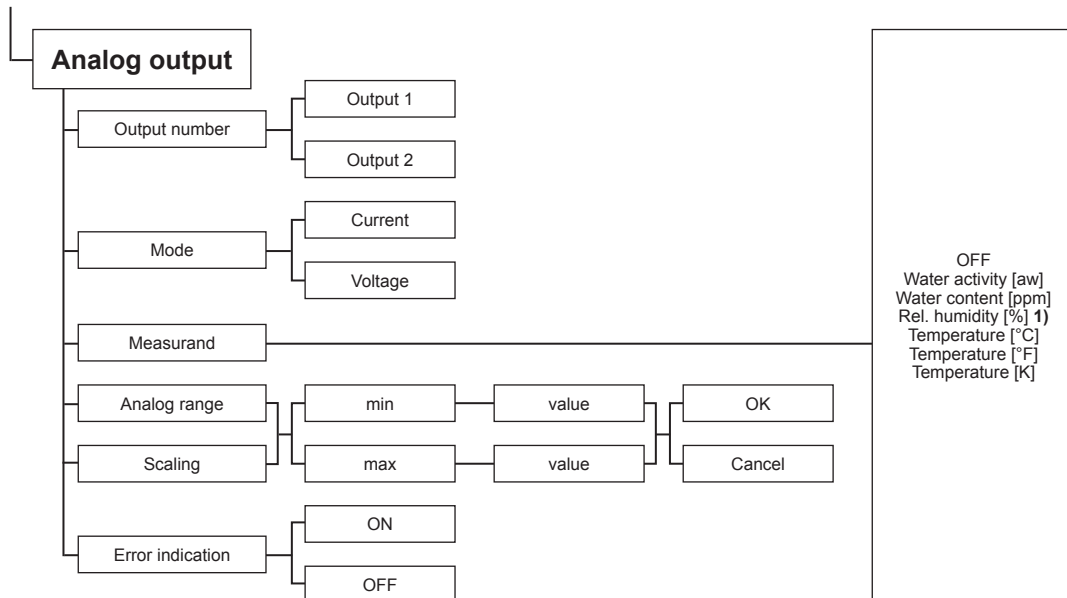 Analog output
Output number
Output 1
Output 2
Mode
Current
Voltage
Measurand
OFF
Water activity [aw]
Water content [ppm]
Rel. humidity [%] 1)
Temperature [°C]
Temperature [°F]
Temperature [K]
Analog range
Scaling
min
value
max
value
OK
Cancel
Error indication
ON
OFF